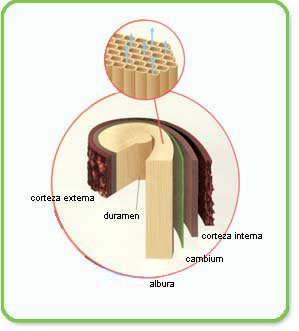 corteza externa
duramen
corteza interna
cambium
albura